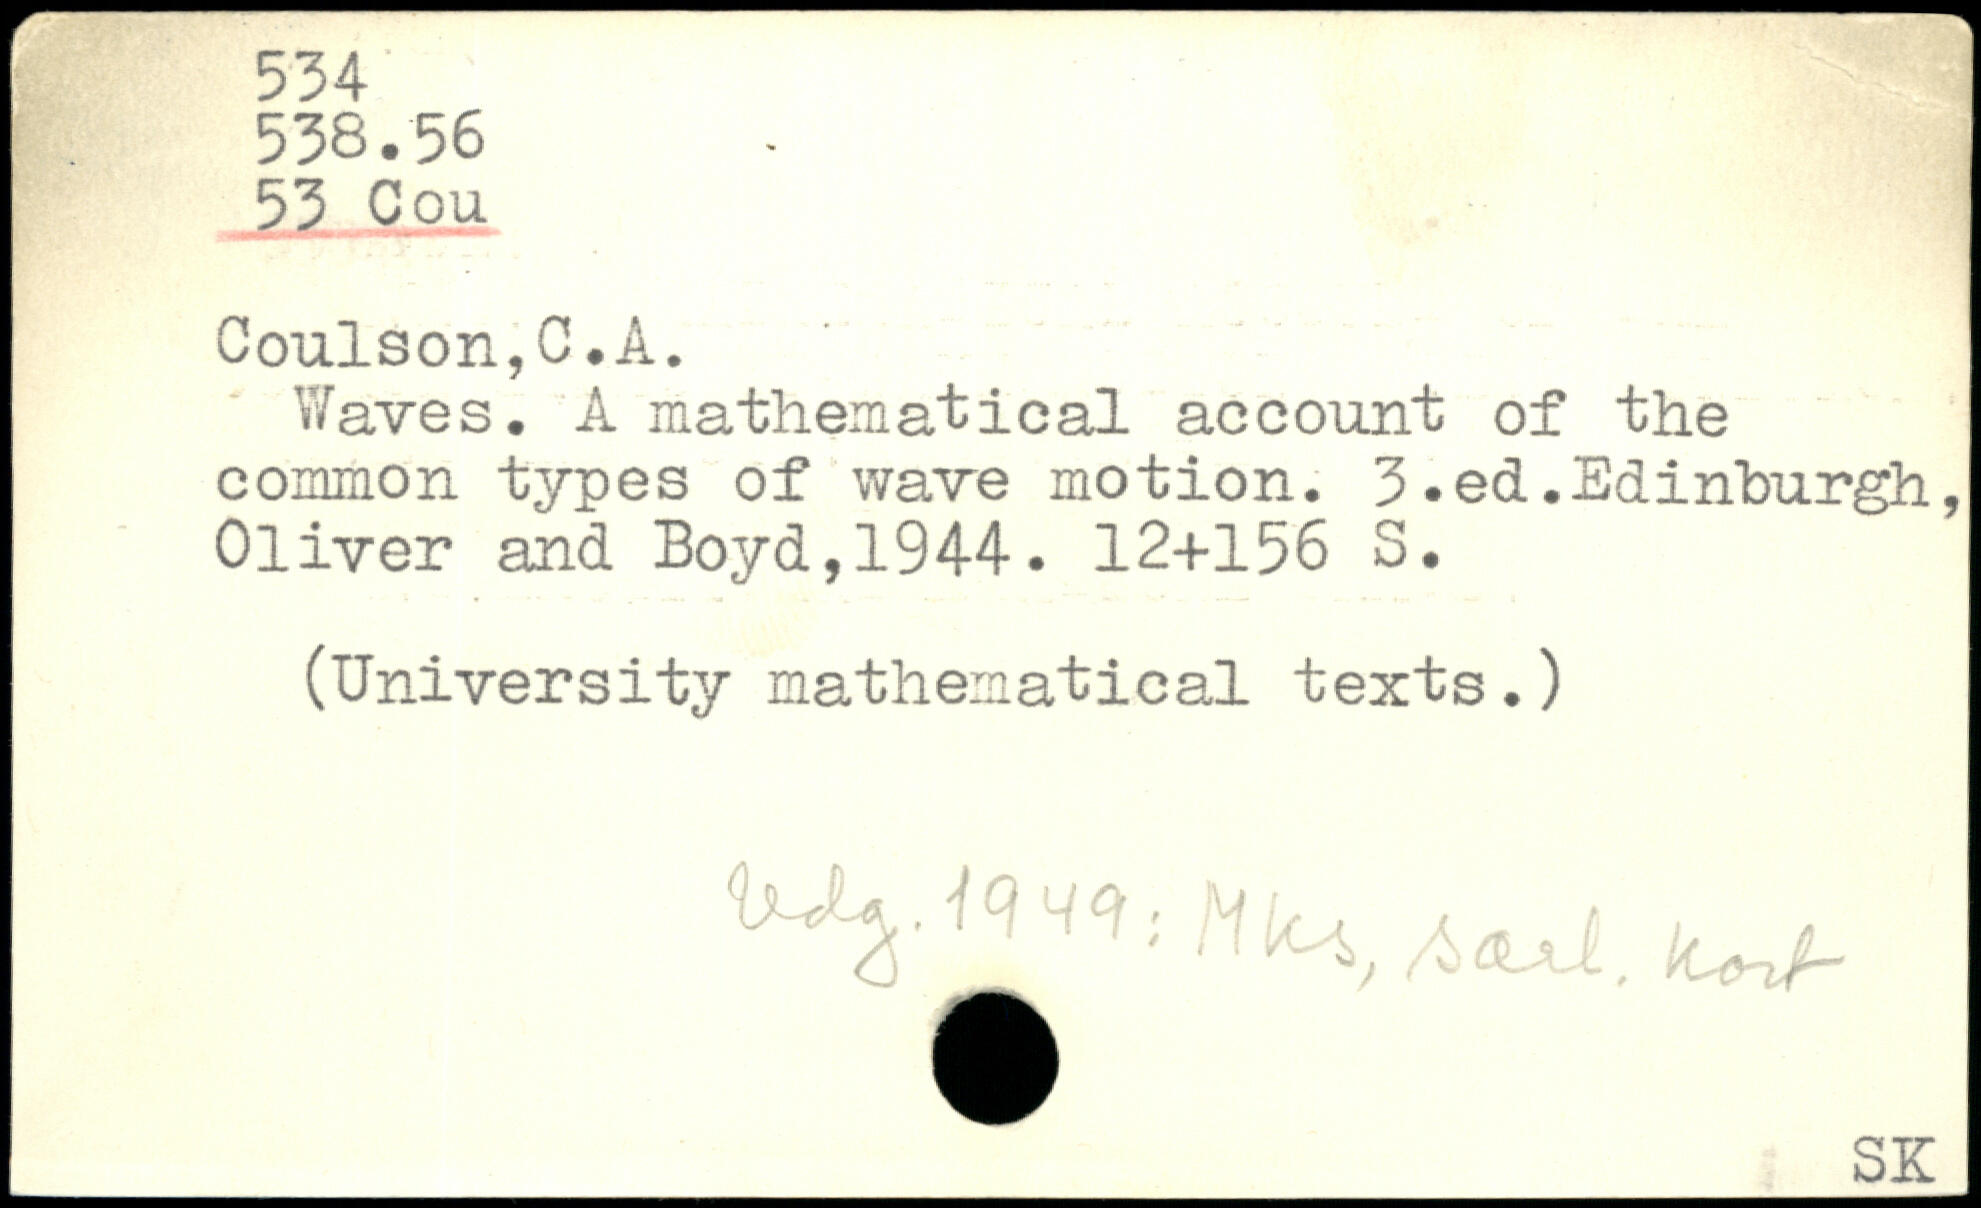 534
538.56
53 Cou
Coulson,C.A.
Waves. A mathematical account of the
common types of wave motion. 3.ed.Edinburgh,
Oliver and Boyd,1944. 12+156 S.
(University mathematical texts.)
Udg. 1949: Mks, særl. kort
SK